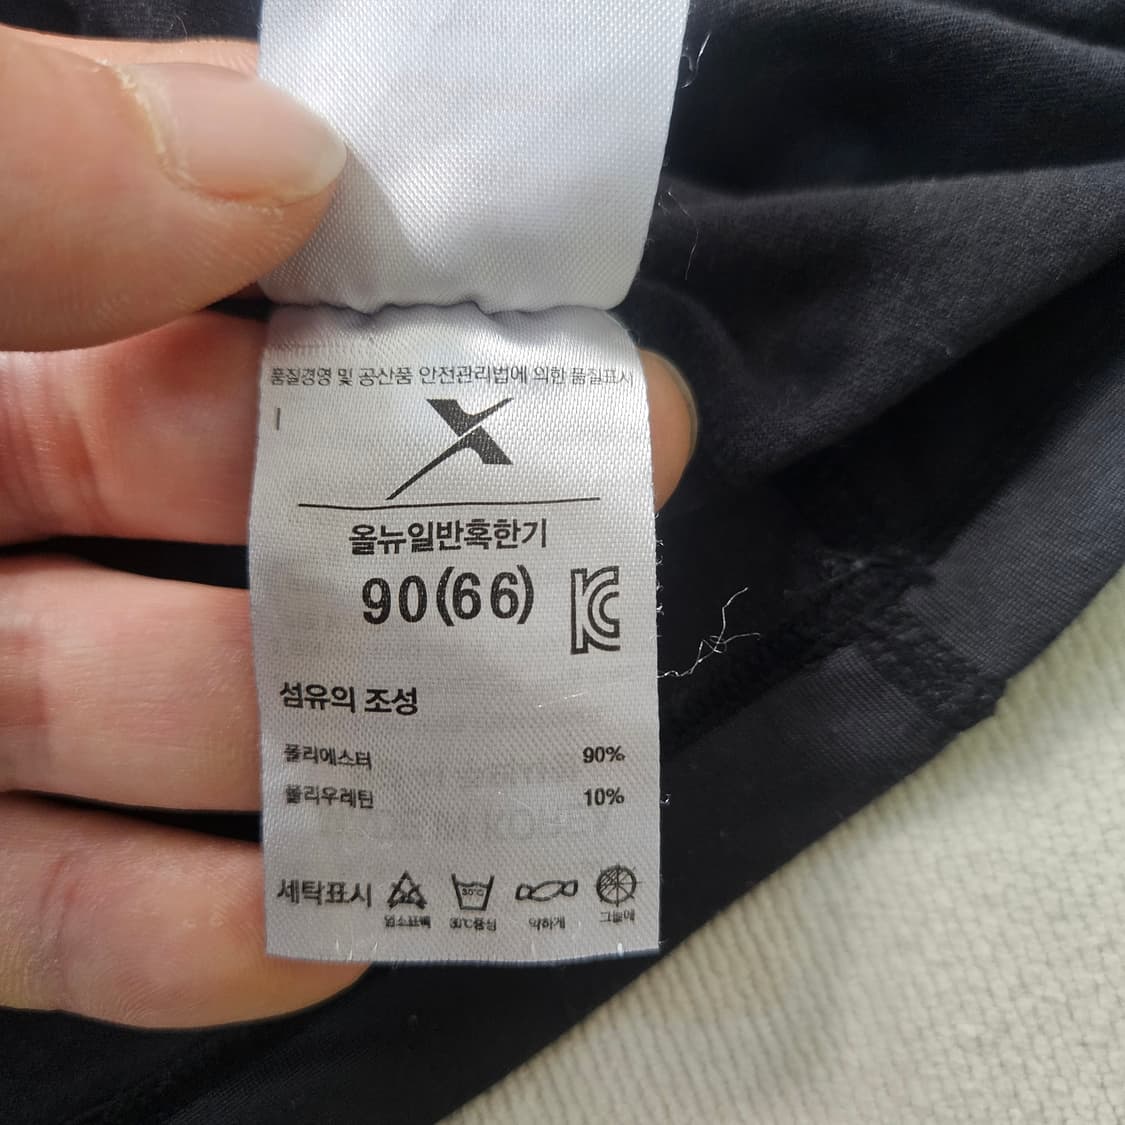 품질경영 및 공산품 안전관리법에 의한 품질표시
올뉴일반혹한기
90(66)
섬유의 조성
폴리에스터 90%
폴리우레틴 10%
세탁표시
염소표백
30°C
30°C중성
약하게
그늘에